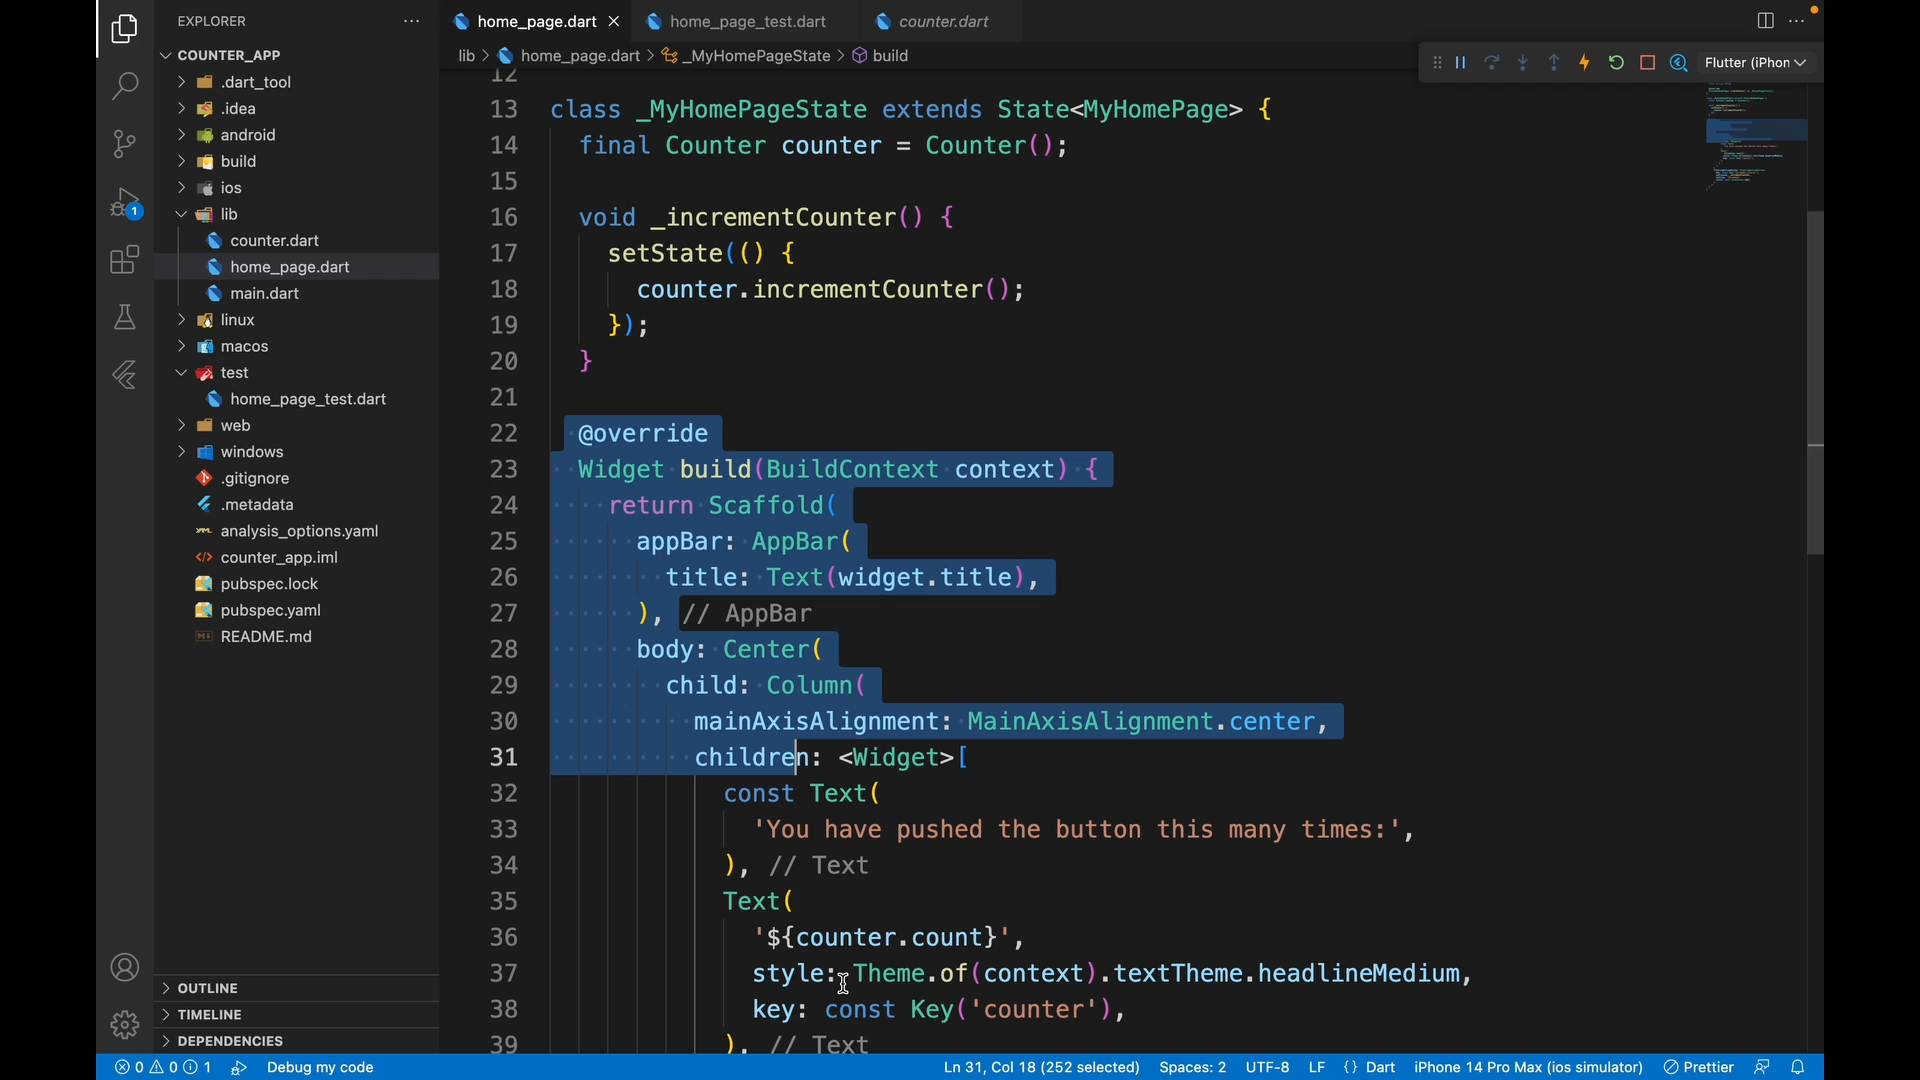 EXPLORER
COUNTER_APP
.dart_tool
.idea
android
build
ios
lib
counter.dart
home_page.dart
main.dart
linux
macos
test
home_page_test.dart
web
windows
.gitignore
.metadata
analysis_options.yaml
counter_app.iml
pubspec.lock
pubspec.yaml
README.md
OUTLINE
TIMELINE
DEPENDENCIES
1
home_page.dart
home_page_test.dart
counter.dart
lib > home_page.dart > _MyHomePageState > build
Flutter (iPhon
12
13 class _MyHomePageState extends State<MyHomePage> {
14 final Counter counter = Counter();
15
16 void _incrementCounter() {
17 setState(() {
18 counter.incrementCounter();
19 });
20 }
21
22 @override
23 Widget build(BuildContext context) {
24 return Scaffold(
25 appBar: AppBar(
26 title: Text(widget.title),
27 ), // AppBar
28 body: Center(
29 child: Column(
30 mainAxisAlignment: MainAxisAlignment.center,
31 children: <Widget>[
32 const Text(
33 'You have pushed the button this many times:',
34 ), // Text
35 Text(
36 '${counter.count}',
37 style: Theme.of(context).textTheme.headlineMedium,
38 key: const Key('counter'),
39 ), // Text
0 0 1 Debug my code Ln 31, Col 18 (252 selected) Spaces: 2 UTF-8 LF {} Dart iPhone 14 Pro Max (ios simulator) Prettier